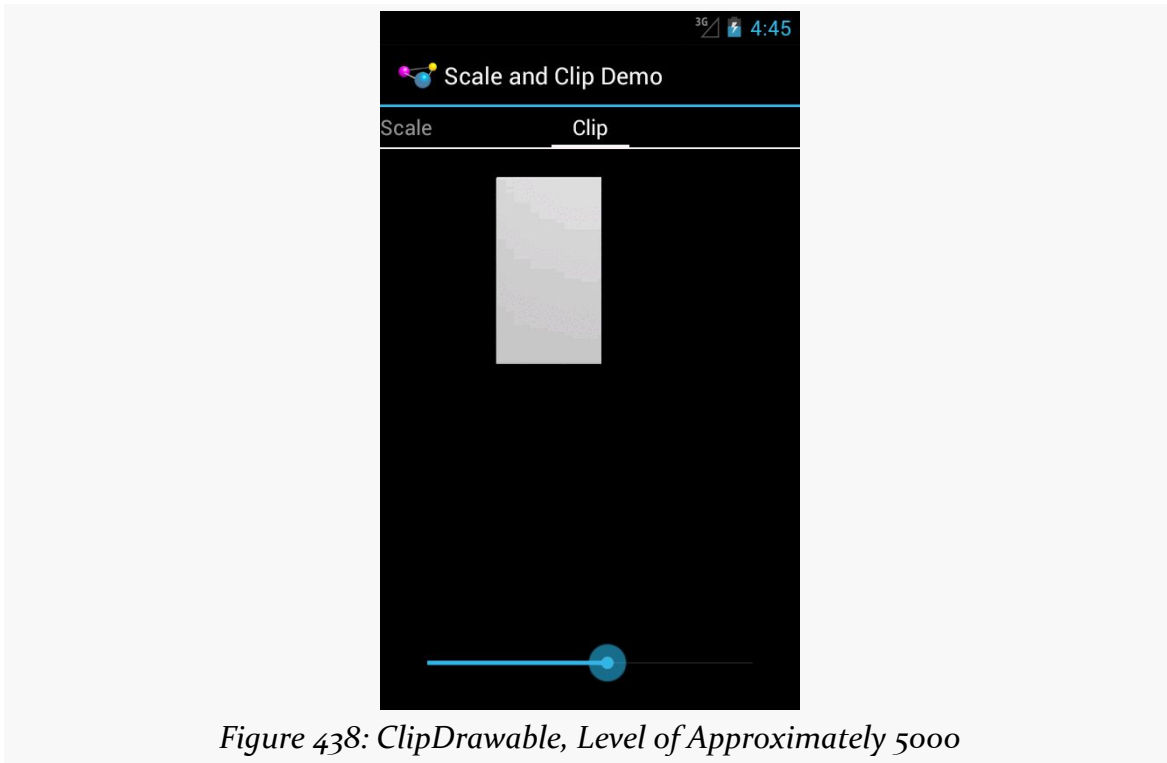 3G 4:45
Scale and Clip Demo
Scale Clip
Figure 438: ClipDrawable, Level of Approximately 5000